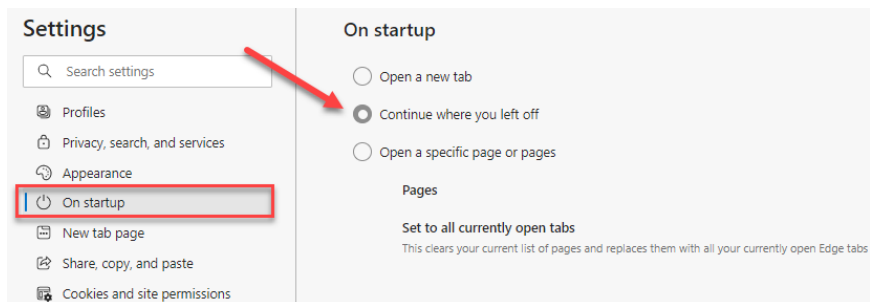 Settings
Search settings
Profiles
Privacy, search, and services
Appearance
On startup
New tab page
Share, copy, and paste
Cookies and site permissions
On startup
Open a new tab
Continue where you left off
Open a specific page or pages
Pages
Set to all currently open tabs
This clears your current list of pages and replaces them with all your currently open Edge tabs